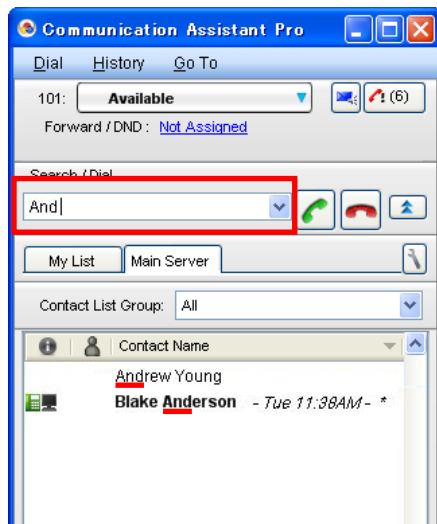 Communication Assistant Pro
Dial History Go To
101: Available (6)
Forward / DND : Not Assigned
Search / Dial
And
My List Main Server
Contact List Group: All
Contact Name
Andrew Young
Blake Anderson - Tue 11:38AM - *